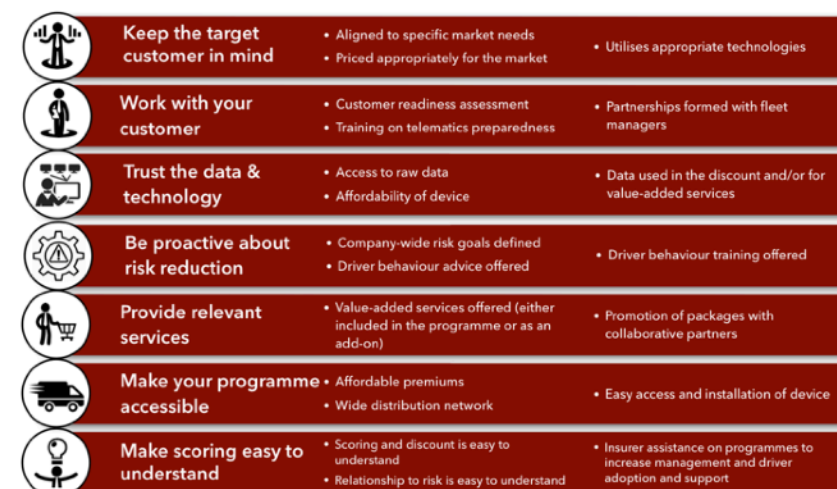 Keep the target
customer in mind
• Aligned to specific market needs
• Priced appropriately for the market
• Utilises appropriate technologies
Work with your
customer
• Customer readiness assessment
• Training on telematics preparedness
• Partnerships formed with fleet
managers
Trust the data &
technology
• Access to raw data
• Affordability of device
• Data used in the discount and/or for
value-added services
Be proactive about
risk reduction
• Company-wide risk goals defined
• Driver behaviour advice offered
• Driver behaviour training offered
Provide relevant
services
• Value-added services offered (either
included in the programme or as an
add-on)
• Promotion of packages with
collaborative partners
Make your programme
accessible
• Affordable premiums
• Wide distribution network
• Easy access and installation of device
Make scoring easy to
understand
• Scoring and discount is easy to
understand
• Relationship to risk is easy to understand
• Insurer assistance on programmes to
increase management and driver
adoption and support